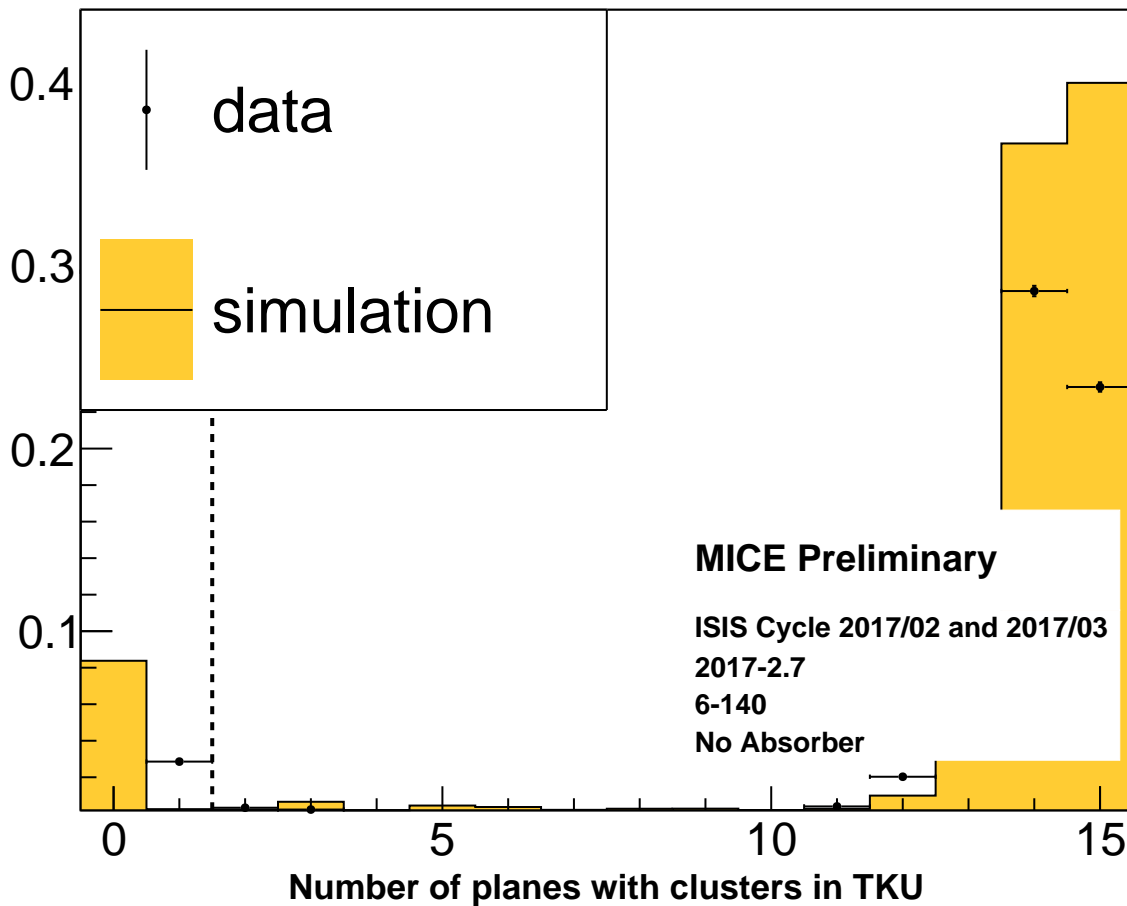 0.4
data
0.3
simulation
0.2
MICE Preliminary
0.1
ISIS Cycle 2017/02 and 2017/03
2017-2.7
6-140
No Absorber
0 5 10 15
Number of planes with clusters in TKU